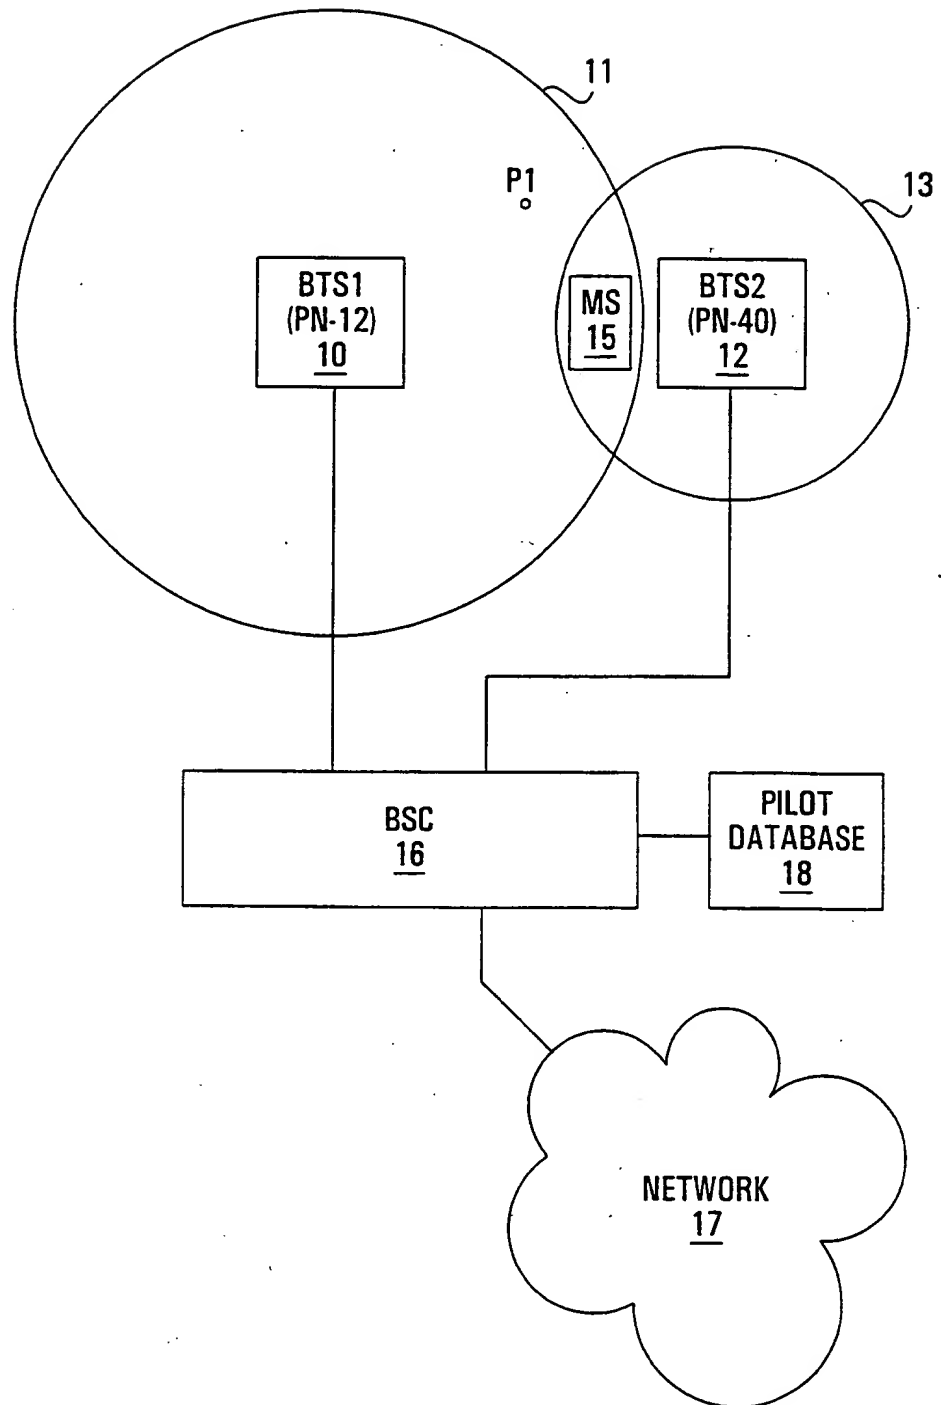 11
13
P1
BTS1
(PN-12)
10
MS
15
BTS2
(PN-40)
12
BSC
16
PILOT
DATABASE
18
NETWORK
17